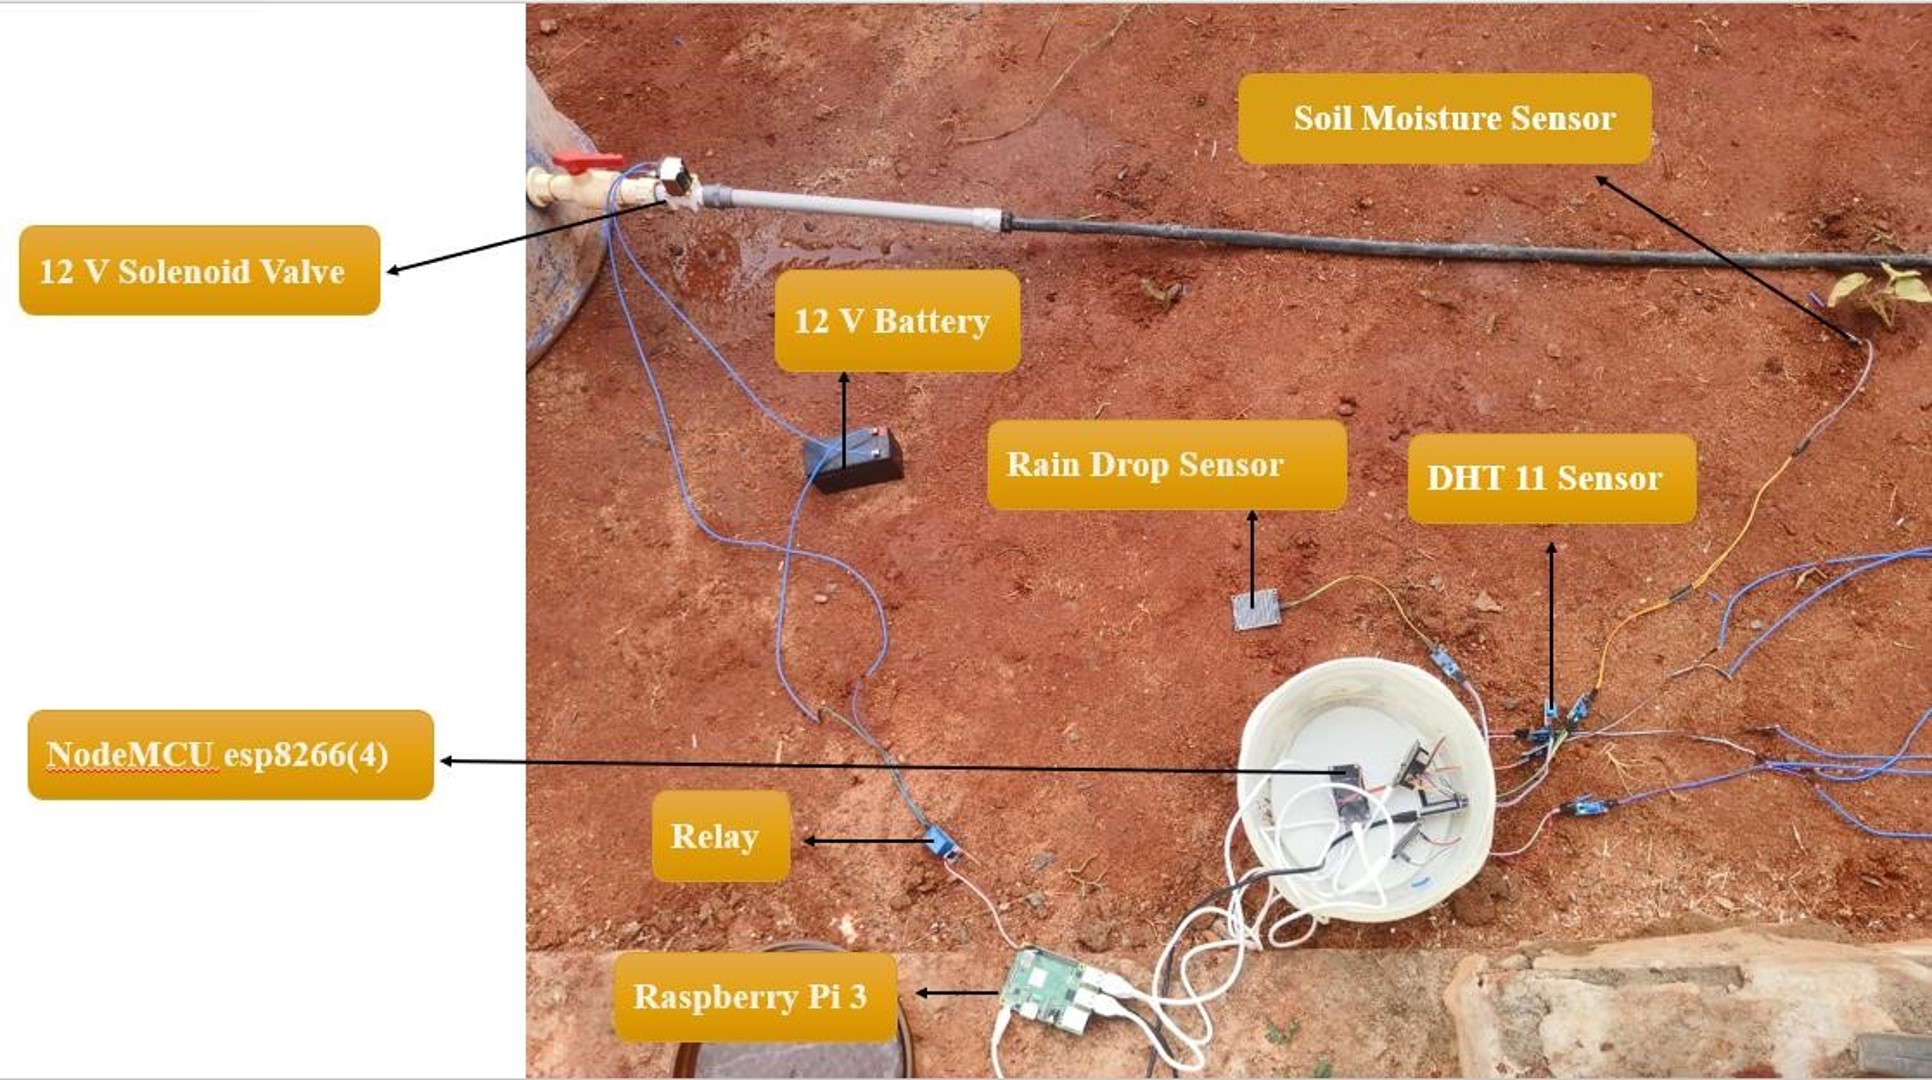 Soil Moisture Sensor
12 V Solenoid Valve
12 V Battery
Rain Drop Sensor
DHT 11 Sensor
NodeMCU esp8266(4)
Relay
Raspberry Pi 3